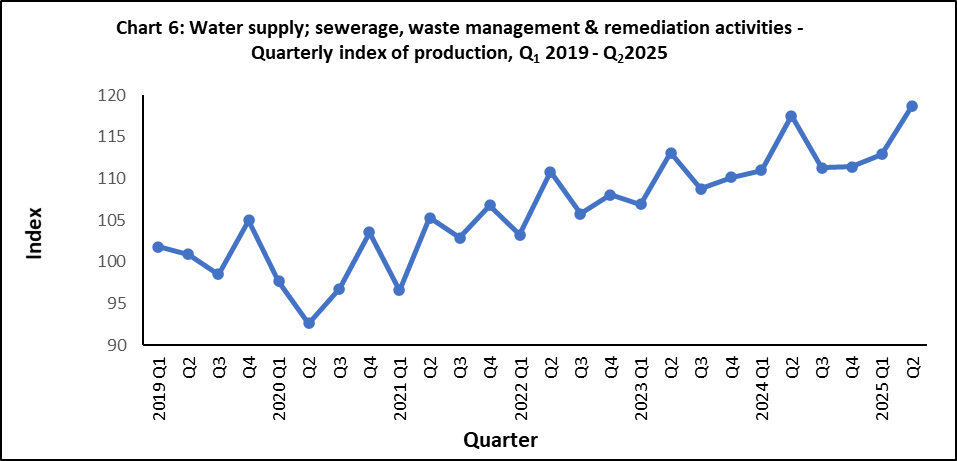 Chart 6: Water supply; sewerage, waste management & remediation activities -
Quarterly index of production, Q1 2019 - Q22025
120
115
110
105
100
95
90
Index
2019 Q1
Q2
Q3
Q4
2020 Q1
Q2
Q3
Q4
2021 Q1
Q2
Q3
Q4
2022 Q1
Q2
Q3
Q4
2023 Q1
Q2
Q3
Q4
2024 Q1
Q2
Q3
Q4
2025 Q1
Q2
Quarter